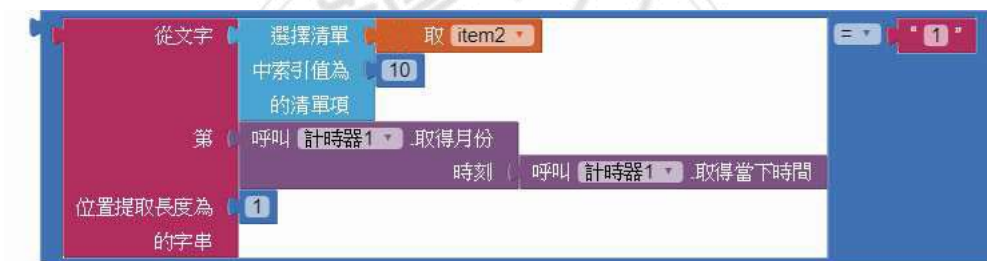 從文字 選擇清單 取 item2 = " 1 "
中索引值為 10
的清單項
第 呼叫 計時器1 .取得月份
時刻 呼叫 計時器1 .取得當下時間
位置提取長度為 1
的字串